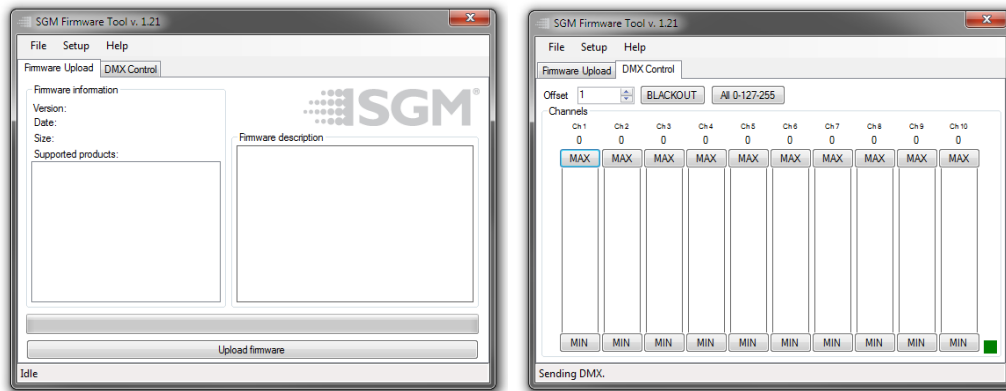 SGM Firmware Tool v. 1.21
File Setup Help
Firmware Upload DMX Control
Firmware information
Version:
Date:
Size:
Supported products:
SGM®
Firmware description
Upload firmware
Idle
SGM Firmware Tool v. 1.21
File Setup Help
Firmware Upload DMX Control
Offset 1 BLACKOUT All 0-127-255
Channels
Ch 1 Ch 2 Ch 3 Ch 4 Ch 5 Ch 6 Ch 7 Ch 8 Ch 9 Ch 10
0 0 0 0 0 0 0 0 0 0
MAX MAX MAX MAX MAX MAX MAX MAX MAX MAX
MIN MIN MIN MIN MIN MIN MIN MIN MIN MIN
Sending DMX.